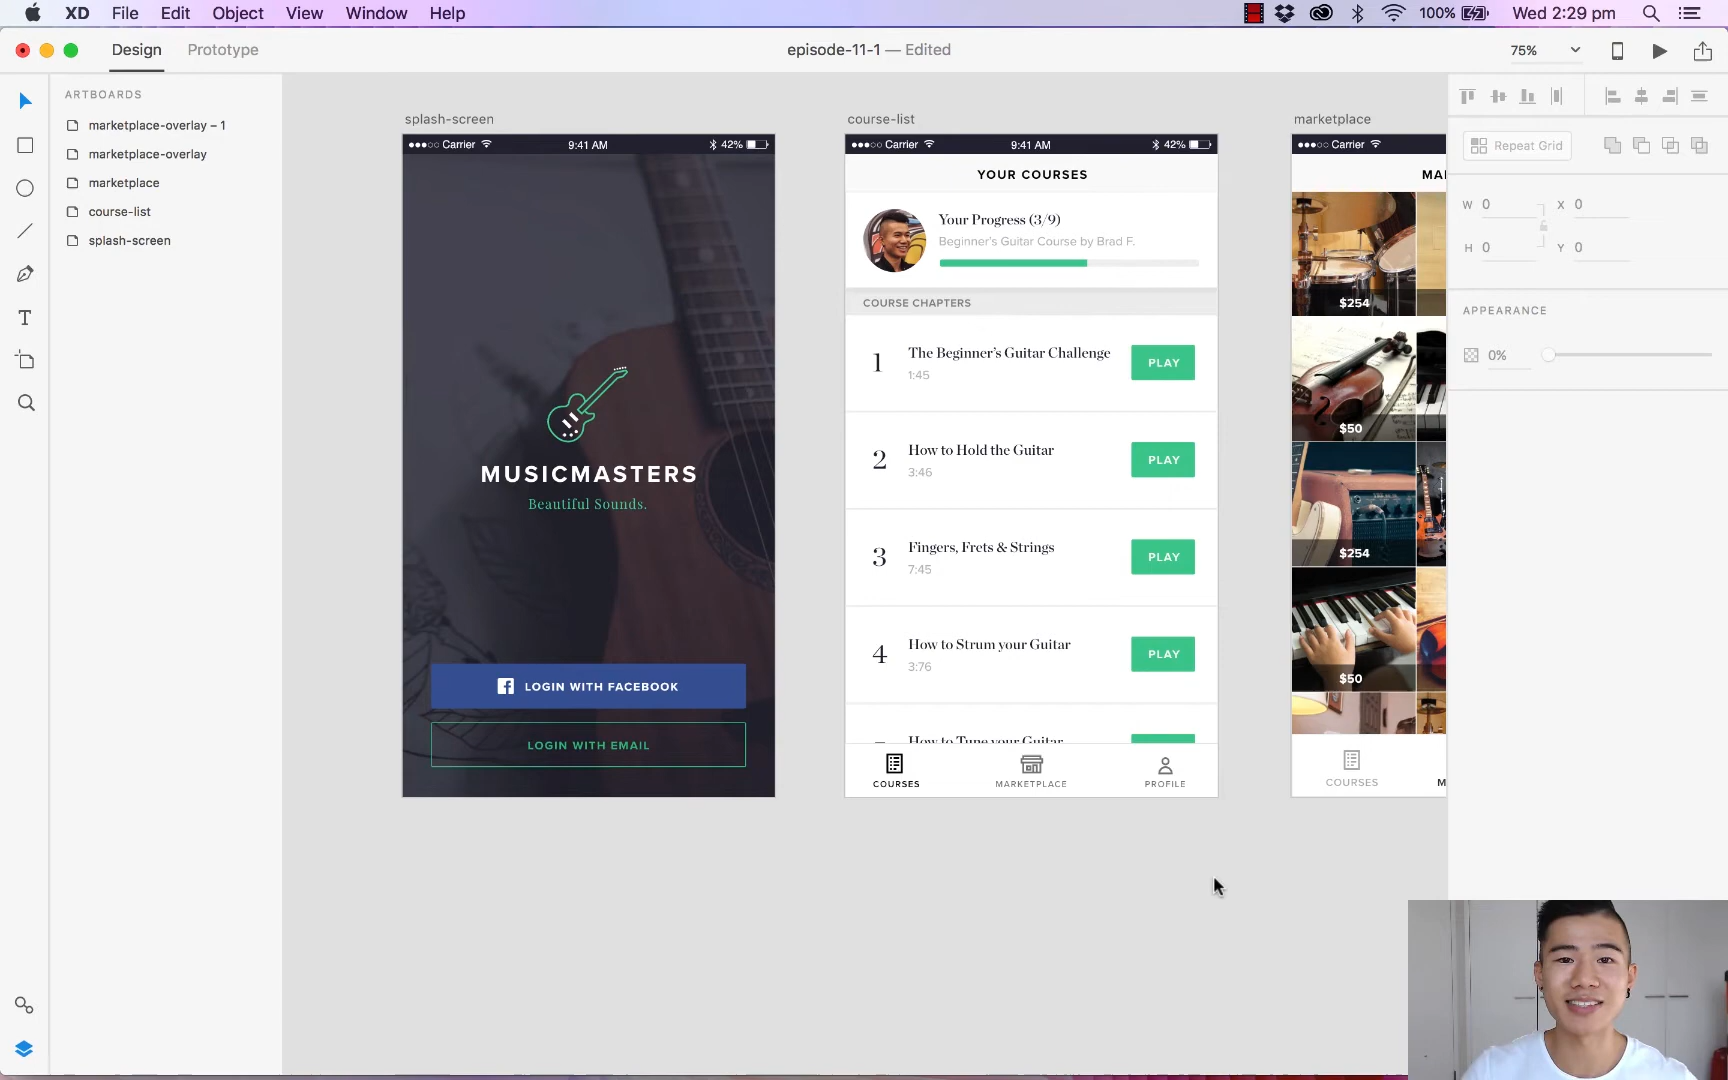 XD File Edit Object View Window Help
100% Wed 2:29 pm
Design Prototype
episode-11-1 — Edited
75%
ARTBOARDS
marketplace-overlay – 1
marketplace-overlay
marketplace
course-list
splash-screen
T
splash-screen
Carrier 9:41 AM 42%
MUSICMASTERS
Beautiful Sounds.
f LOGIN WITH FACEBOOK
LOGIN WITH EMAIL
course-list
Carrier 9:41 AM 42%
YOUR COURSES
Your Progress (3/9)
Beginner's Guitar Course by Brad F.
COURSE CHAPTERS
1 The Beginner's Guitar Challenge
1:45
PLAY
2 How to Hold the Guitar
3:46
PLAY
3 Fingers, Frets & Strings
7:45
PLAY
4 How to Strum your Guitar
3:76
PLAY
How to Tune your Guitar
COURSES MARKETPLACE PROFILE
marketplace
Carrier
MA
$254
$50
$254
$50
COURSES M
Repeat Grid
W 0 X 0
H 0 Y 0
APPEARANCE
0%